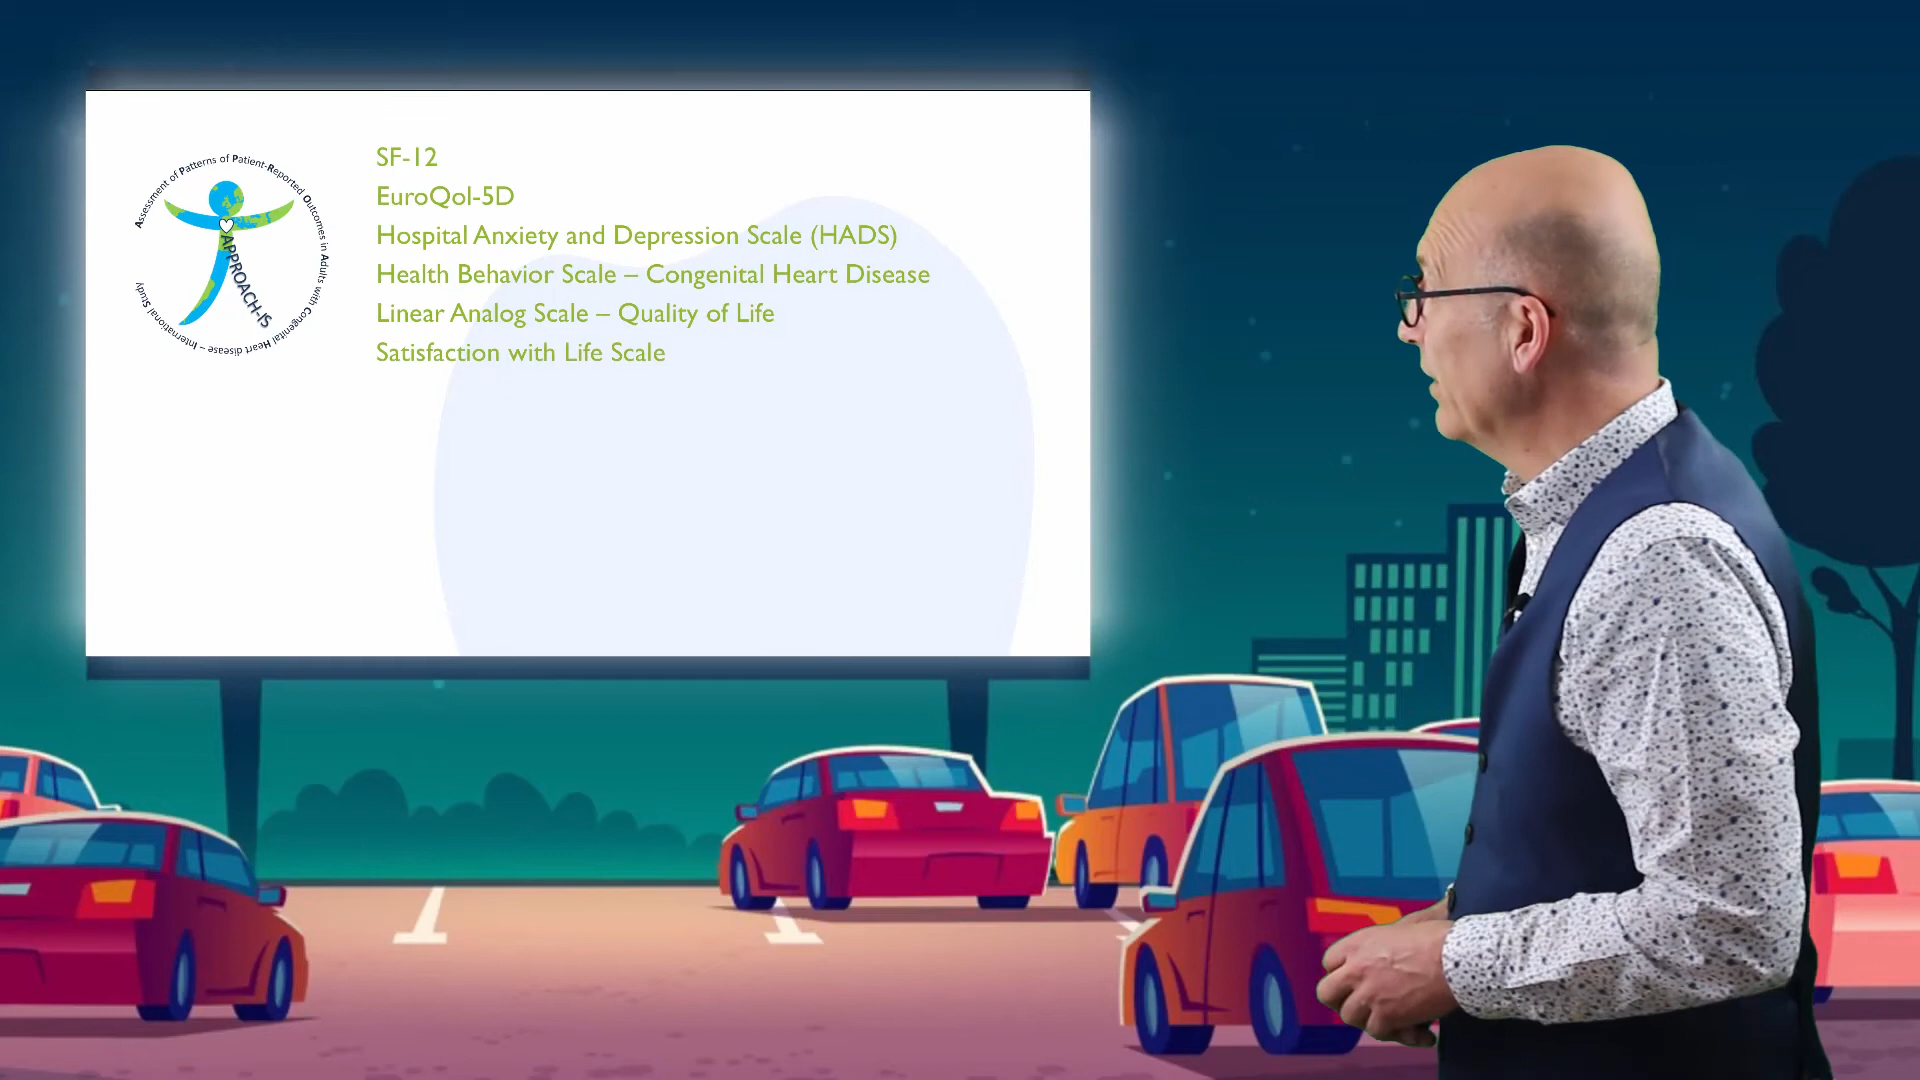 Assessment of Patterns of Patient-Reported Outcomes in Adults with Congenital Heart disease – International Study
APPROACH-IS
SF-12
EuroQol-5D
Hospital Anxiety and Depression Scale (HADS)
Health Behavior Scale – Congenital Heart Disease
Linear Analog Scale – Quality of Life
Satisfaction with Life Scale